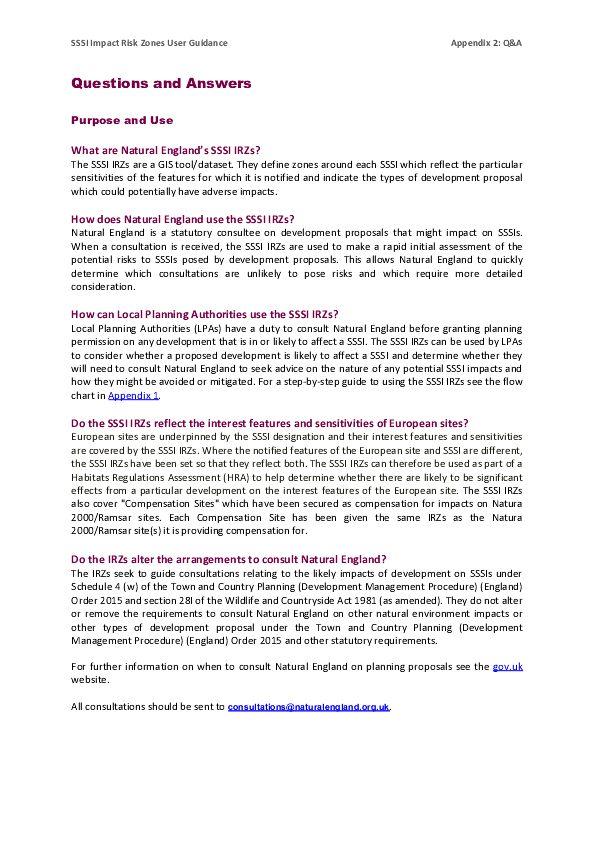 SSSI Impact Risk Zones User Guidance Appendix 2: Q&A
Questions and Answers
Purpose and Use
What are Natural England's SSSI IRZs?
The SSSI IRZs are a GIS tool/dataset. They define zones around each SSSI which reflect the particular
sensitivities of the features for which it is notified and indicate the types of development proposal
which could potentially have adverse impacts.
How does Natural England use the SSSI IRZs?
Natural England is a statutory consultee on development proposals that might impact on SSSIs.
When a consultation is received, the SSSI IRZs are used to make a rapid initial assessment of the
potential risks to SSSIs posed by development proposals. This allows Natural England to quickly
determine which consultations are unlikely to pose risks and which require more detailed
consideration.
How can Local Planning Authorities use the SSSI IRZs?
Local Planning Authorities (LPAs) have a duty to consult Natural England before granting planning
permission on any development that is in or likely to affect a SSSI. The SSSI IRZs can be used by LPAs
to consider whether a proposed development is likely to affect a SSSI and determine whether they
will need to consult Natural England to seek advice on the nature of any potential SSSI impacts and
how they might be avoided or mitigated. For a step-by-step guide to using the SSSI IRZs see the flow
chart in Appendix 1.
Do the SSSI IRZs reflect the interest features and sensitivities of European sites?
European sites are underpinned by the SSSI designation and their interest features and sensitivities
are covered by the SSSI IRZs. Where the notified features of the European site and SSSI are different,
the SSSI IRZs have been set so that they reflect both. The SSSI IRZs can therefore be used as part of a
Habitats Regulations Assessment (HRA) to help determine whether there are likely to be significant
effects from a particular development on the interest features of the European site. The SSSI IRZs
also cover "Compensation Sites" which have been secured as compensation for impacts on Natura
2000/Ramsar sites. Each Compensation Site has been given the same IRZs as the Natura
2000/Ramsar site(s) it is providing compensation for.
Do the IRZs alter the arrangements to consult Natural England?
The IRZs seek to guide consultations relating to the likely impacts of development on SSSIs under
Schedule 4 (w) of the Town and Country Planning (Development Management Procedure) (England)
Order 2015 and section 28I of the Wildlife and Countryside Act 1981 (as amended). They do not alter
or remove the requirements to consult Natural England on other natural environment impacts or
other types of development proposal under the Town and Country Planning (Development
Management Procedure) (England) Order 2015 and other statutory requirements.
For further information on when to consult Natural England on planning proposals see the gov.uk
website.
All consultations should be sent to consultations@naturalengland.org.uk.